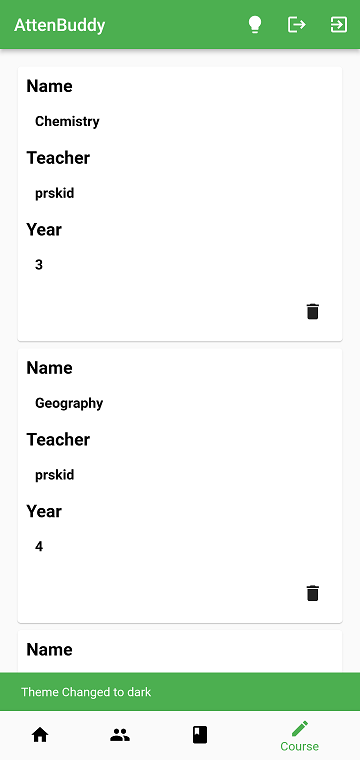 AttenBuddy
Name
Chemistry
Teacher
prskid
Year
3
Name
Geography
Teacher
prskid
Year
4
Name
Theme Changed to dark
Course